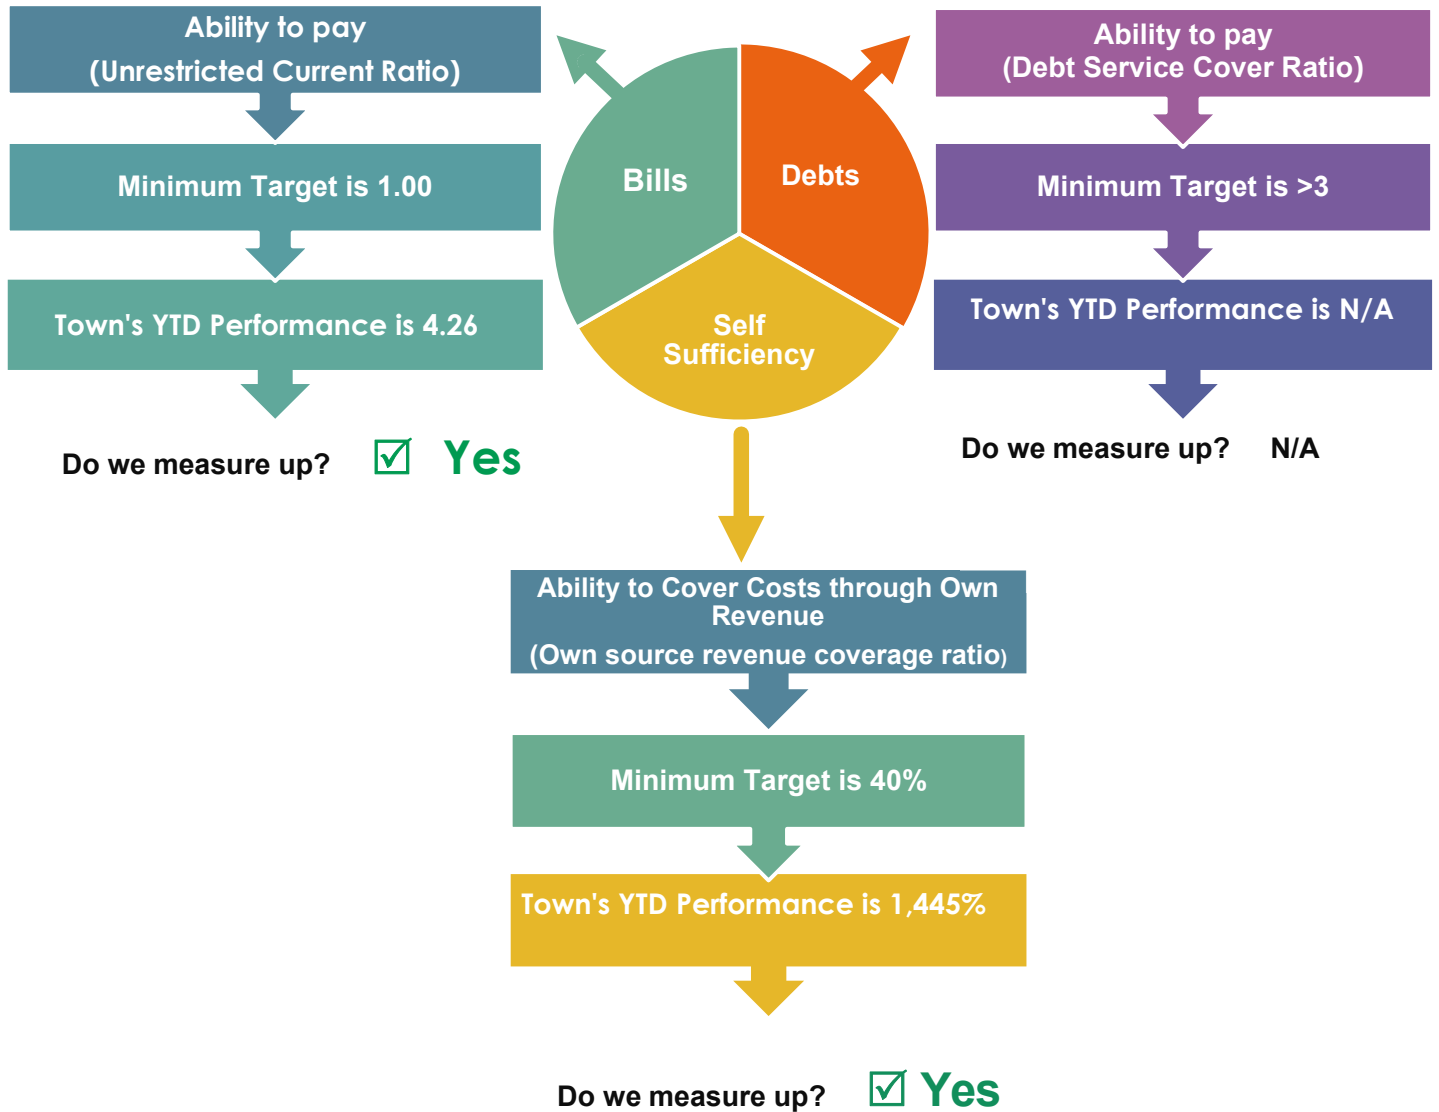 Ability to pay
(Unrestricted Current Ratio)
Minimum Target is 1.00
Town's YTD Performance is 4.26
Do we measure up? ☑ Yes
Bills
Debts
Self
Sufficiency
Ability to pay
(Debt Service Cover Ratio)
Minimum Target is >3
Town's YTD Performance is N/A
Do we measure up? N/A
Ability to Cover Costs through Own
Revenue
(Own source revenue coverage ratio)
Minimum Target is 40%
Town's YTD Performance is 1,445%
Do we measure up? ☑ Yes